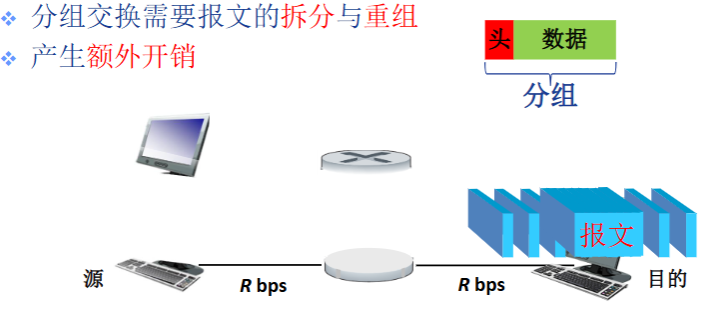 分组交换需要报文的拆分与重组
产生额外开销
头 数据
分组
报文
源 R bps R bps 目的